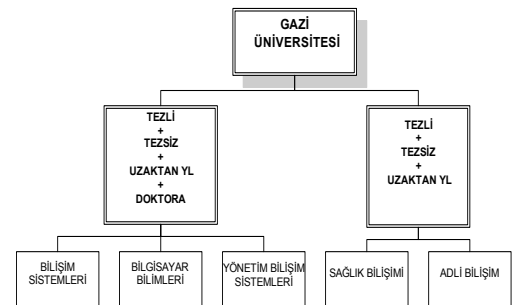 GAZİ
ÜNİVERSİTESİ
TEZLİ
+
TEZSİZ
+
UZAKTAN YL
+
DOKTORA
TEZLİ
+
TEZSİZ
+
UZAKTAN YL
BİLİŞİM
SİSTEMLERİ
BİLGİSAYAR
BİLİMLERİ
YÖNETİM BİLİŞİM
SİSTEMLERİ
SAĞLIK BİLİŞİMİ
ADLİ BİLİŞİM